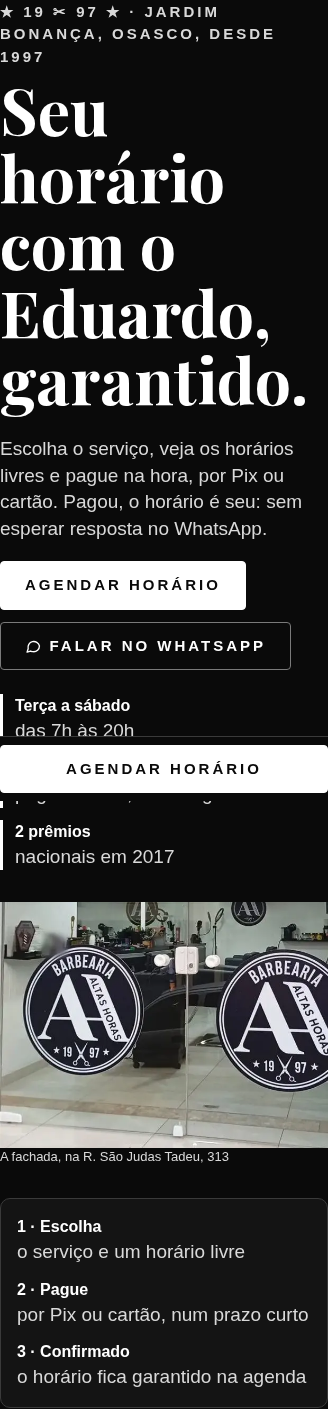 ★ 19 ✂ 97 ★ · JARDIM
BONANÇA, OSASCO, DESDE
1997
Seu
horário
com o
Eduardo,
garantido.
Escolha o serviço, veja os horários
livres e pague na hora, por Pix ou
cartão. Pagou, o horário é seu: sem
esperar resposta no WhatsApp.
AGENDAR HORÁRIO
FALAR NO WHATSAPP
Terça a sábado
das 7h às 20h
AGENDAR HORÁRIO
2 prêmios
nacionais em 2017
BARBEARIA
ALTAS HORAS
AA
★ 19 97 ★
BARBEARIA
ALTAS HORAS
AA
★ 19 97 ★
A fachada, na R. São Judas Tadeu, 313
1 · Escolha
o serviço e um horário livre
2 · Pague
por Pix ou cartão, num prazo curto
3 · Confirmado
o horário fica garantido na agenda